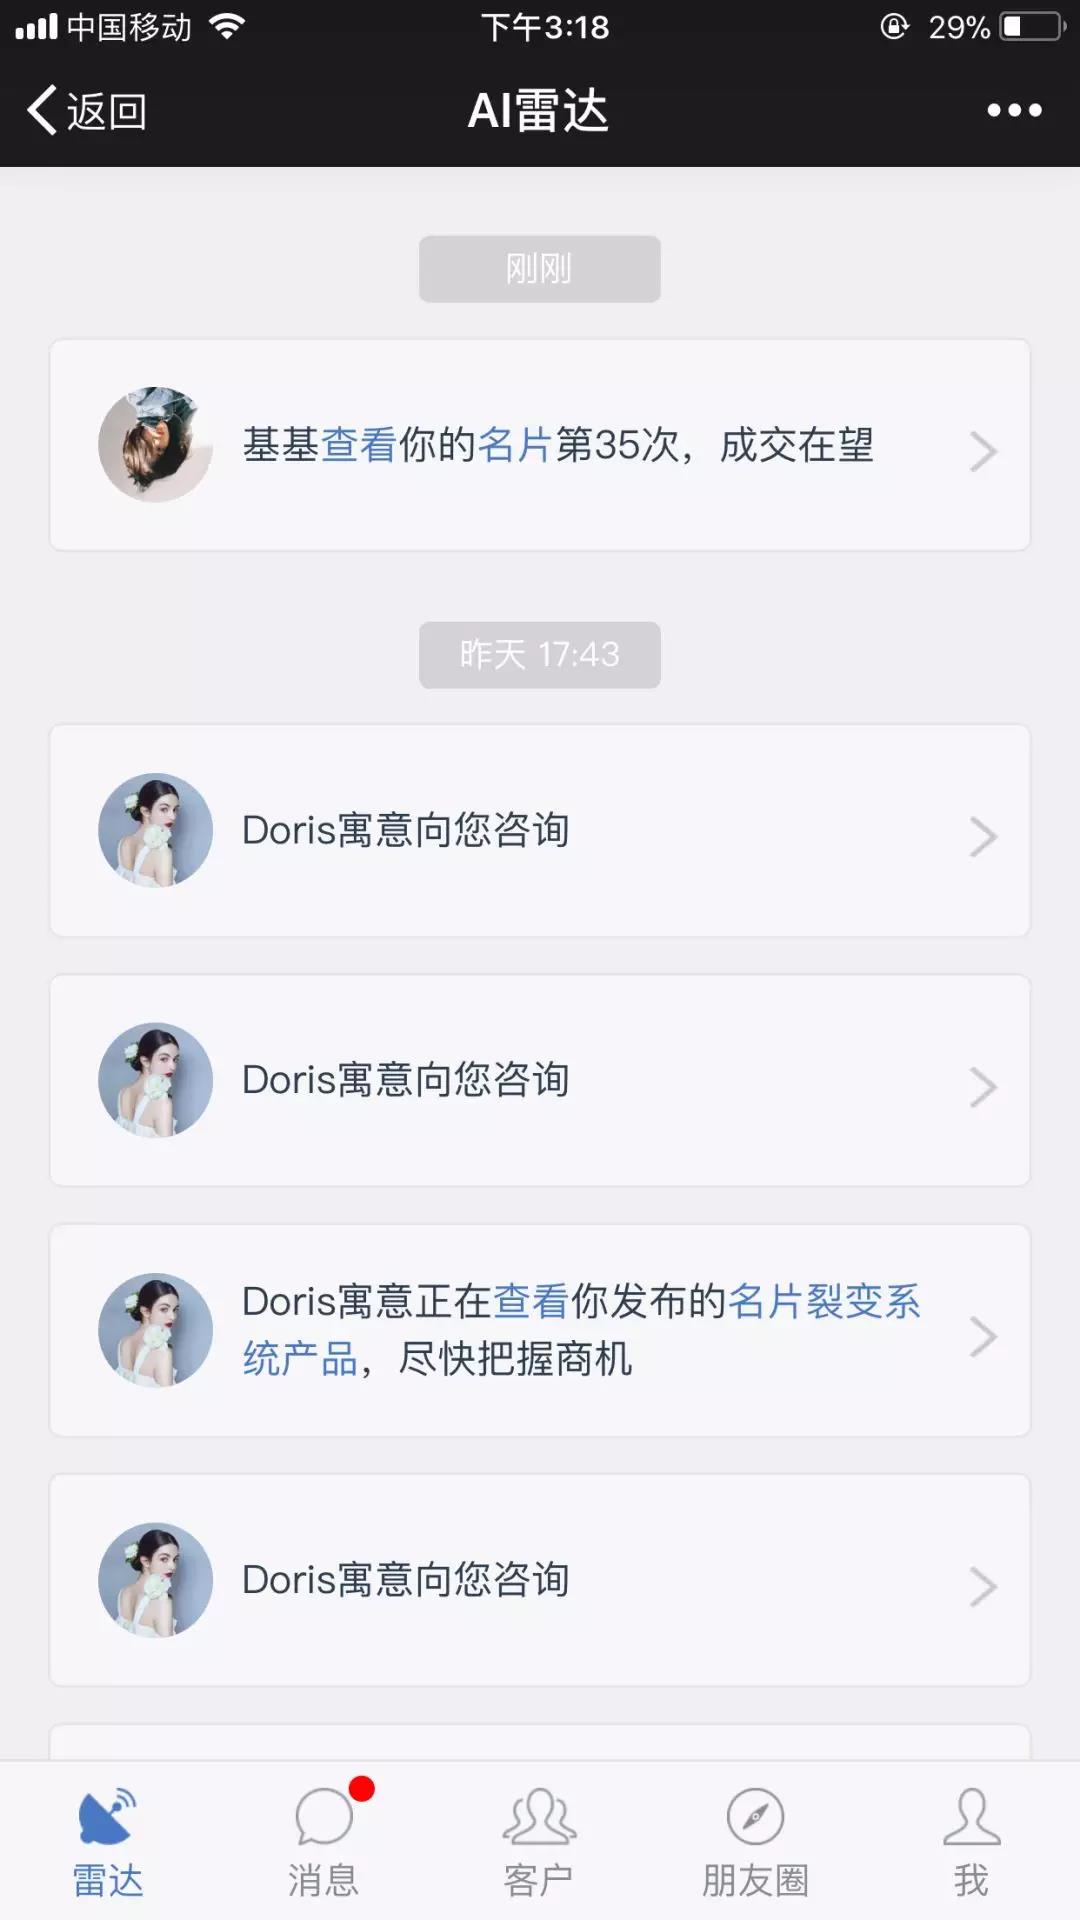 中国移动
下午3:18
29%
返回
AI雷达
刚刚
基基查看你的名片第35次，成交在望
昨天 17:43
Doris寓意向您咨询
Doris寓意向您咨询
Doris寓意正在查看你发布的名片裂变系
统产品，尽快把握商机
Doris寓意向您咨询
雷达
消息
客户
朋友圈
我